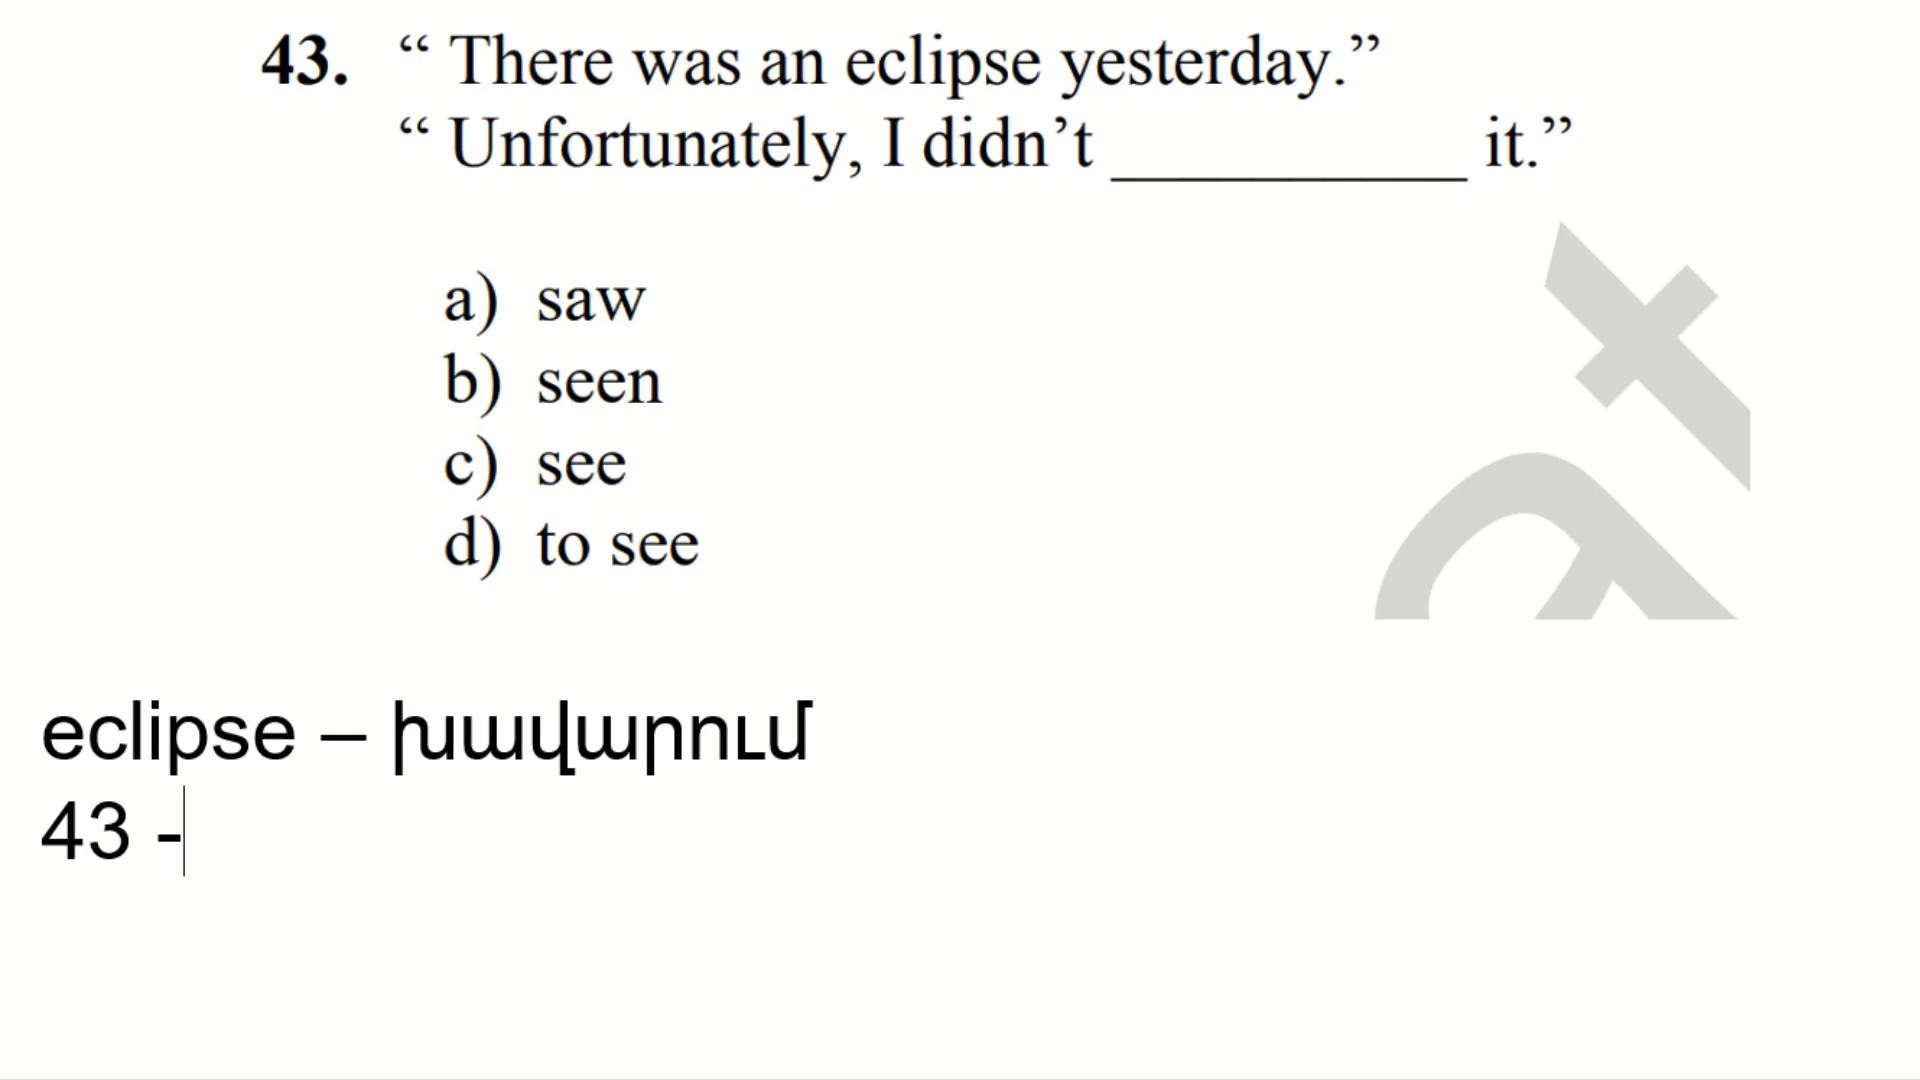 43. “ There was an eclipse yesterday.”
“ Unfortunately, I didn’t __________ it.”
a) saw
b) seen
c) see
d) to see
eclipse – խավարում
43 -